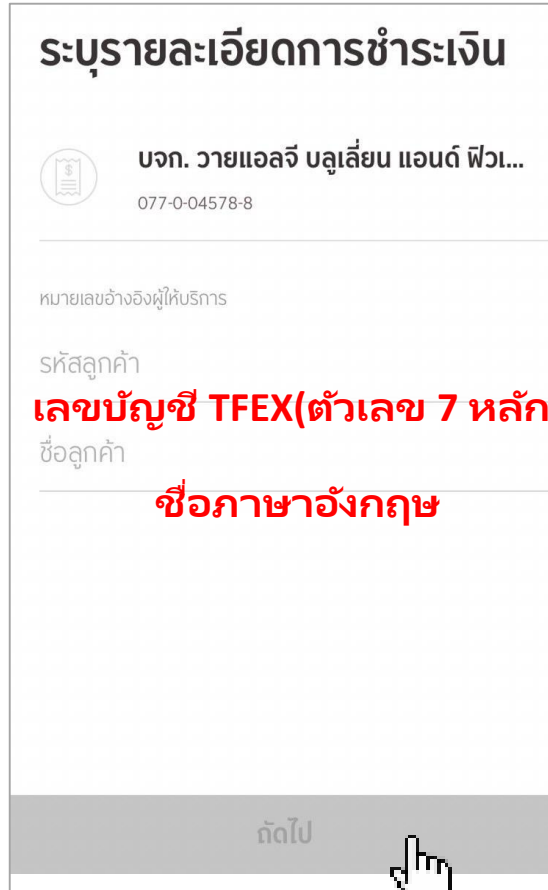 ระบุรายละเอียดการชำระเงิน
บจก. วายแอลจี บลูเลี่ยน แอนด์ ฟิวเ...
077-0-04578-8
หมายเลขอ้างอิงผู้ให้บริการ
รหัสลูกค้า
เลขบัญชี TFEX(ตัวเลข 7 หลัก
ชื่อลูกค้า
ชื่อภาษาอังกฤษ
ถัดไป